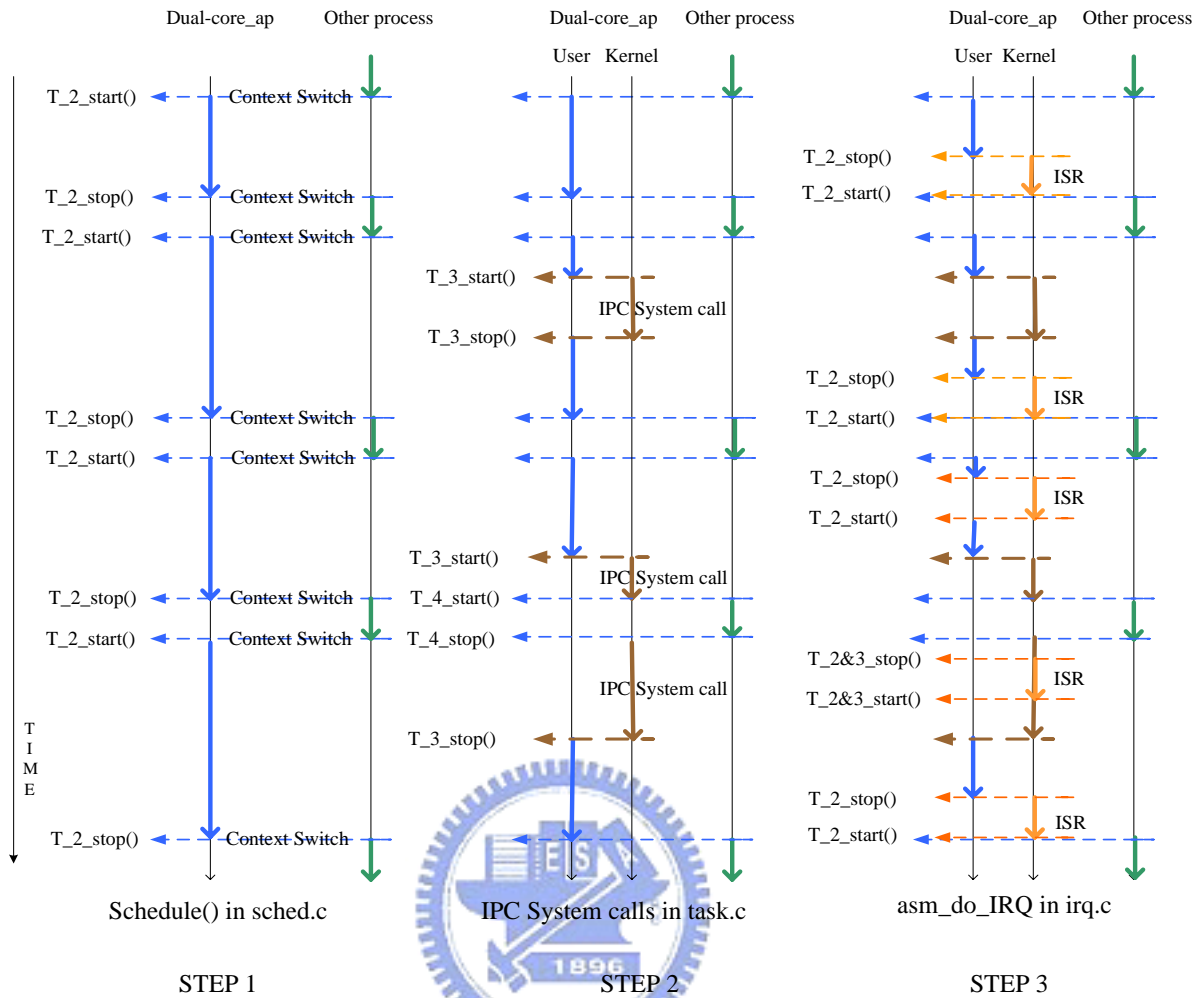 Dual-core_ap Other process
T_2_start() Context Switch
T_2_stop() Context Switch
T_2_start() Context Switch
T_2_stop() Context Switch
T_2_start() Context Switch
T_2_stop() Context Switch
T_2_start() Context Switch
T_2_stop() Context Switch
TIME
Schedule() in sched.c
STEP 1
Dual-core_ap Other process
User Kernel
T_3_start()
IPC System call
T_3_stop()
T_3_start()
IPC System call
T_4_start()
T_4_stop()
IPC System call
T_3_stop()
IPC System calls in task.c
STEP 2
Dual-core_ap Other process
User Kernel
T_2_stop()
ISR
T_2_start()
T_2_stop()
ISR
T_2_start()
T_2_stop()
ISR
T_2_start()
T_2&3_stop()
ISR
T_2&3_start()
T_2_stop()
ISR
T_2_start()
asm_do_IRQ in irq.c
STEP 3
E S
A
1896